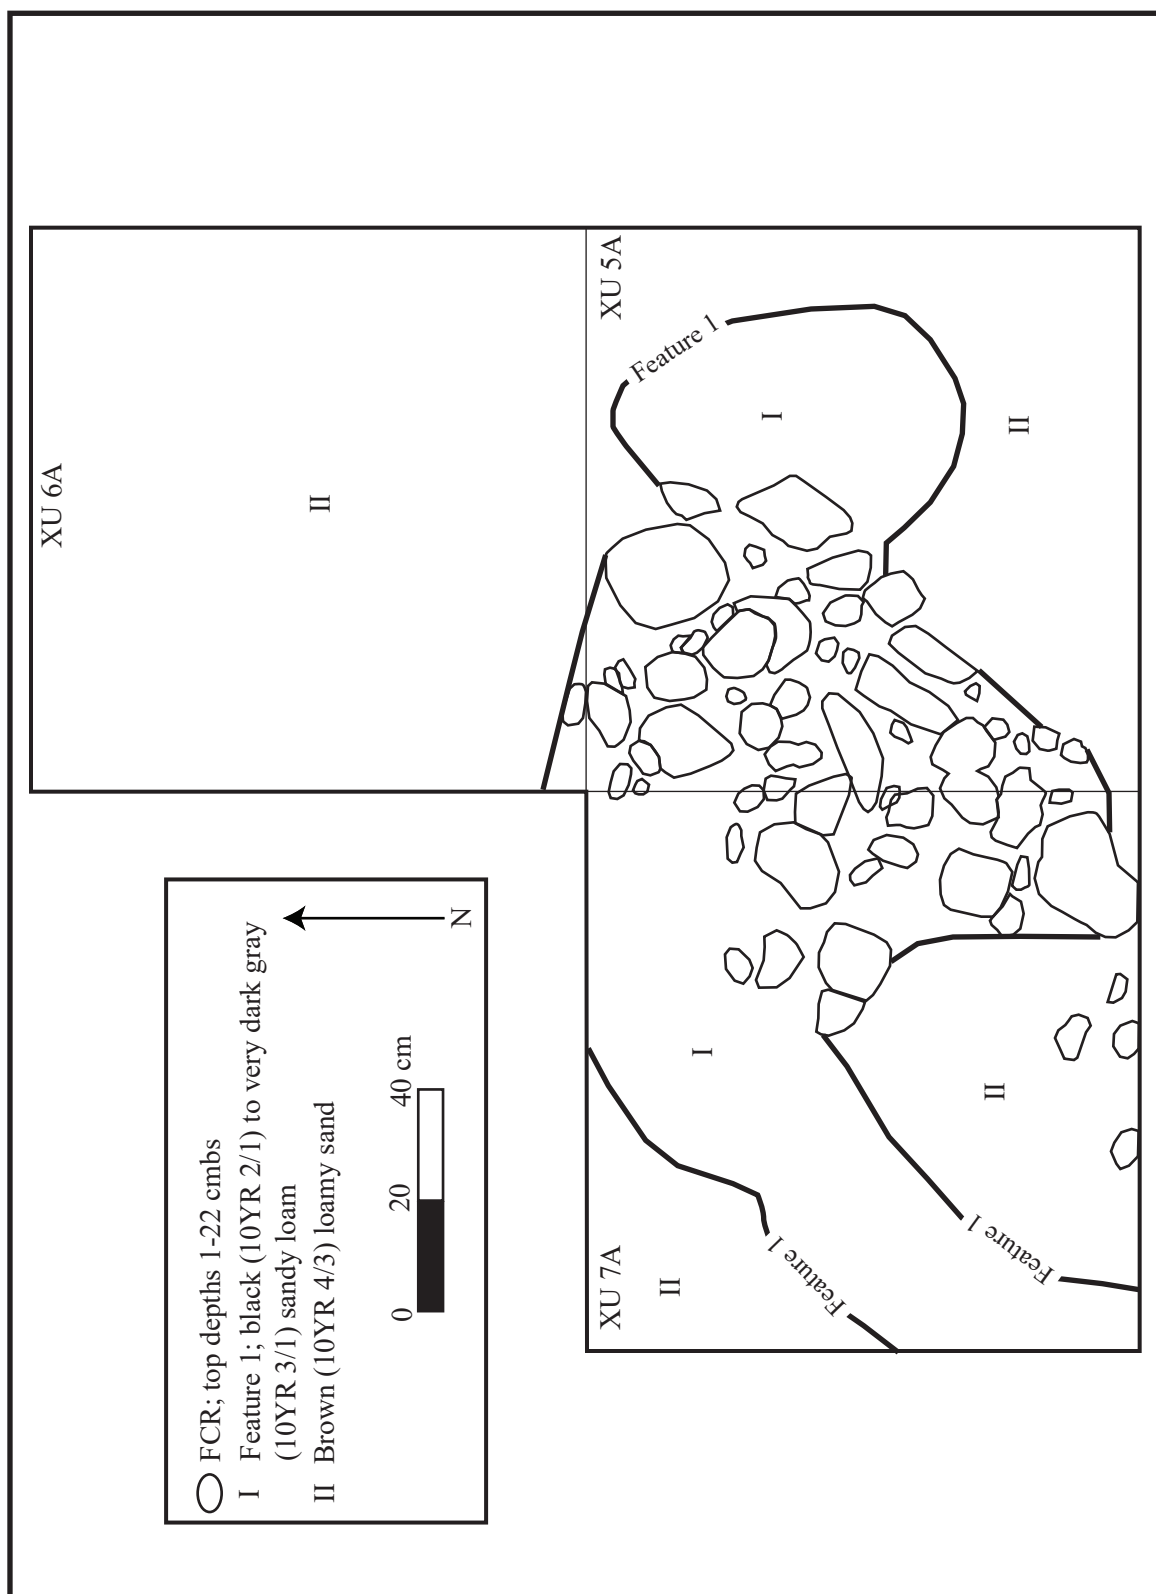 XU 6A
II
XU 5A
Feature 1
I
II
XU 7A
II
I
II
Feature 1
Feature 1
FCR; top depths 1-22 cmbs
I Feature 1; black (10YR 2/1) to very dark gray
(10YR 3/1) sandy loam
II Brown (10YR 4/3) loamy sand
0 20 40 cm
N